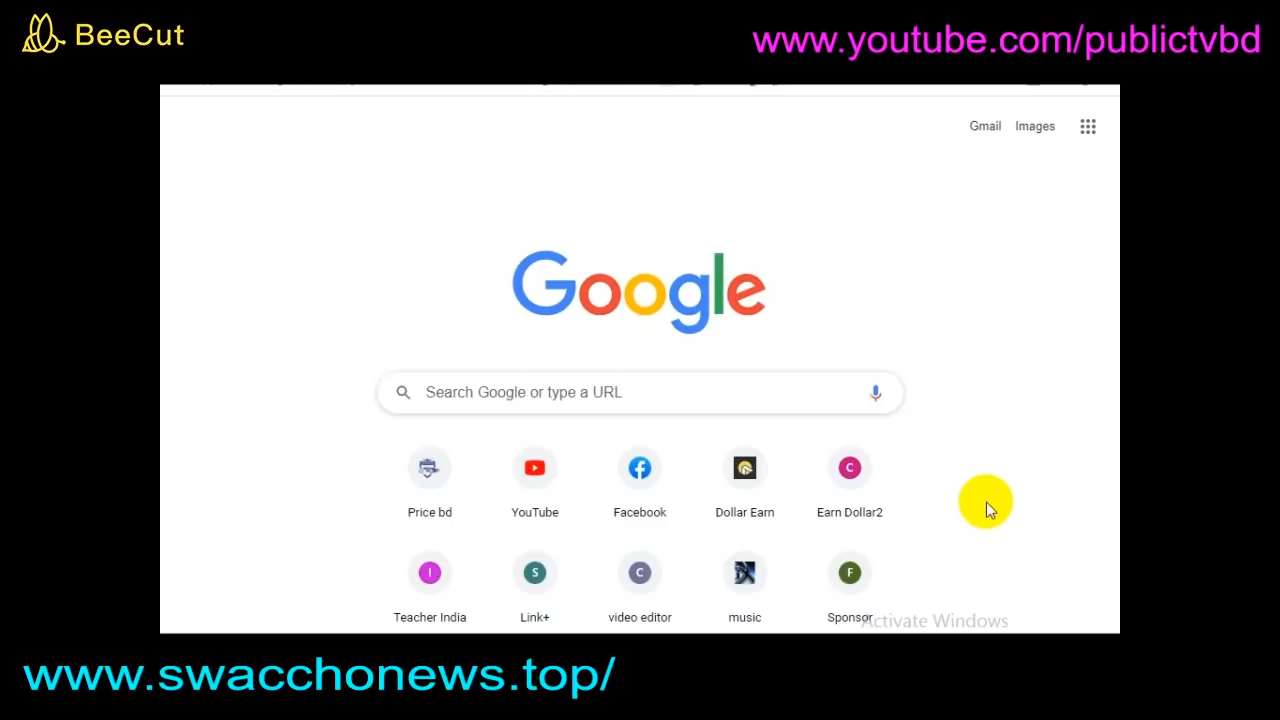 BeeCut
www.youtube.com/publictvbd
Gmail Images
Google
Search Google or type a URL
C
Price bd YouTube Facebook Dollar Earn Earn Dollar2
I S C F
Teacher India Link+ video editor music Sponsor
Activate Windows
www.swacchonews.top/